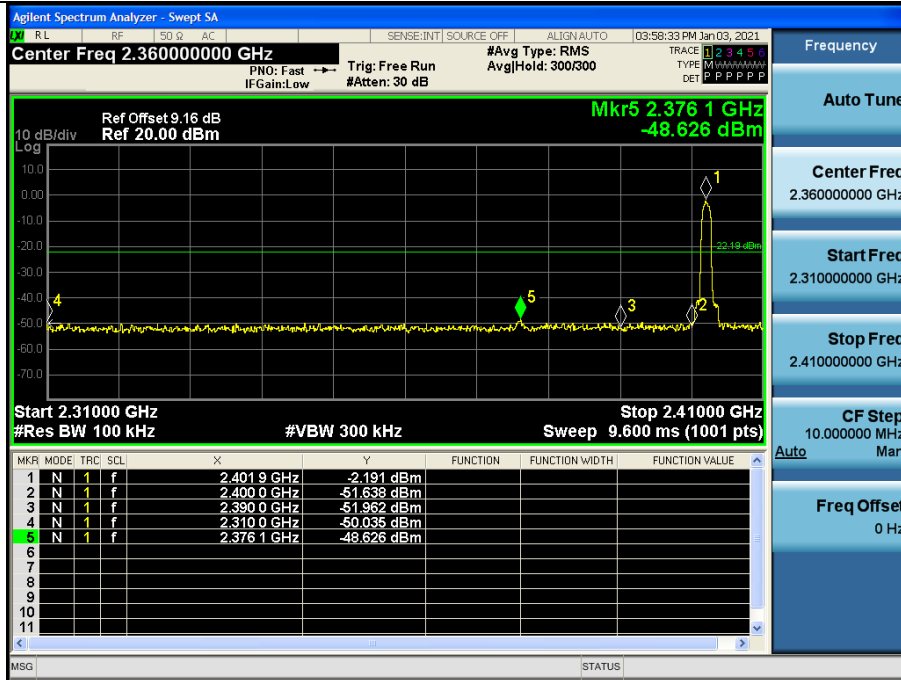 Agilent Spectrum Analyzer - Swept SA
LXI RL RF 50 Ω AC SENSE:INT SOURCE OFF ALIGN AUTO 03:58:33 PM Jan 03, 2021
Center Freq 2.360000000 GHz
PNO: Fast
IFGain:Low
Trig: Free Run
#Atten: 30 dB
#Avg Type: RMS
Avg|Hold: 300/300
TRACE 1 2 3 4 5 6
TYPE M W W W W W
DET P P P P P P
Mkr5 2.376 1 GHz
-48.626 dBm
Ref Offset 9.16 dB
10 dB/div Ref 20.00 dBm
Log
10.0
0.00
-10.0
-20.0
-30.0
-40.0
-50.0
-60.0
-70.0
-22.19 dBm
1
2
3
4
5
Start 2.31000 GHz Stop 2.41000 GHz
#Res BW 100 kHz #VBW 300 kHz Sweep 9.600 ms (1001 pts)
MKR MODE TRC SCL X Y FUNCTION FUNCTION WIDTH FUNCTION VALUE
1 N 1 f 2.401 9 GHz -2.191 dBm
2 N 1 f 2.400 0 GHz -51.638 dBm
3 N 1 f 2.390 0 GHz -51.962 dBm
4 N 1 f 2.310 0 GHz -50.035 dBm
5 N 1 f 2.376 1 GHz -48.626 dBm
6
7
8
9
10
11
MSG STATUS
Frequency
Auto Tune
Center Freq
2.360000000 GHz
Start Freq
2.310000000 GHz
Stop Freq
2.410000000 GHz
CF Step
10.000000 MHz
Auto Man
Freq Offset
0 Hz